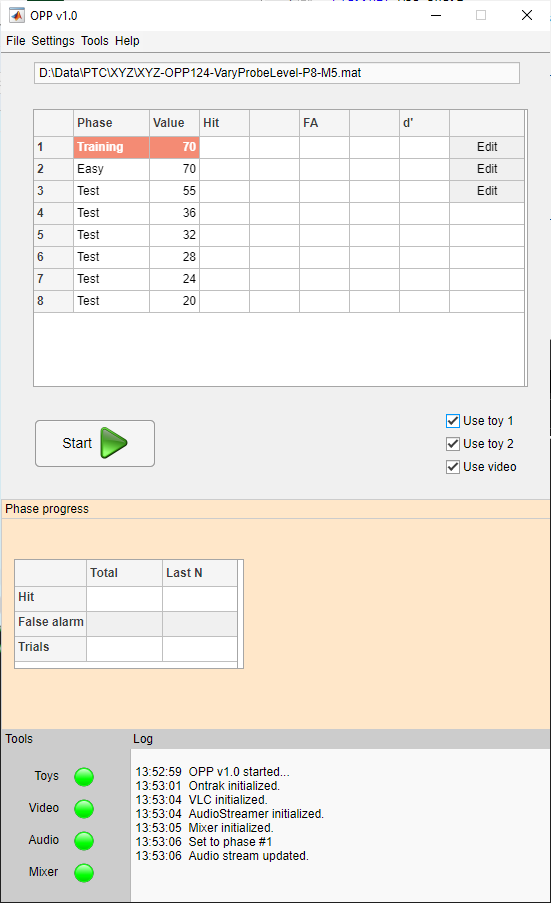 OPP v1.0
File Settings Tools Help
D:\Data\PTC\XYZ\XYZ-OPP124-VaryProbeLevel-P8-M5.mat
Phase Value Hit FA d'
1 Training 70 Edit
2 Easy 70 Edit
3 Test 55 Edit
4 Test 36
5 Test 32
6 Test 28
7 Test 24
8 Test 20
Start
Use toy 1
Use toy 2
Use video
Phase progress
Total Last N
Hit
False alarm
Trials
Tools
Toys
Video
Audio
Mixer
Log
13:52:59 OPP v1.0 started...
13:53:01 Ontrak initialized.
13:53:04 VLC initialized.
13:53:04 AudioStreamer initialized.
13:53:05 Mixer initialized.
13:53:06 Set to phase #1
13:53:06 Audio stream updated.